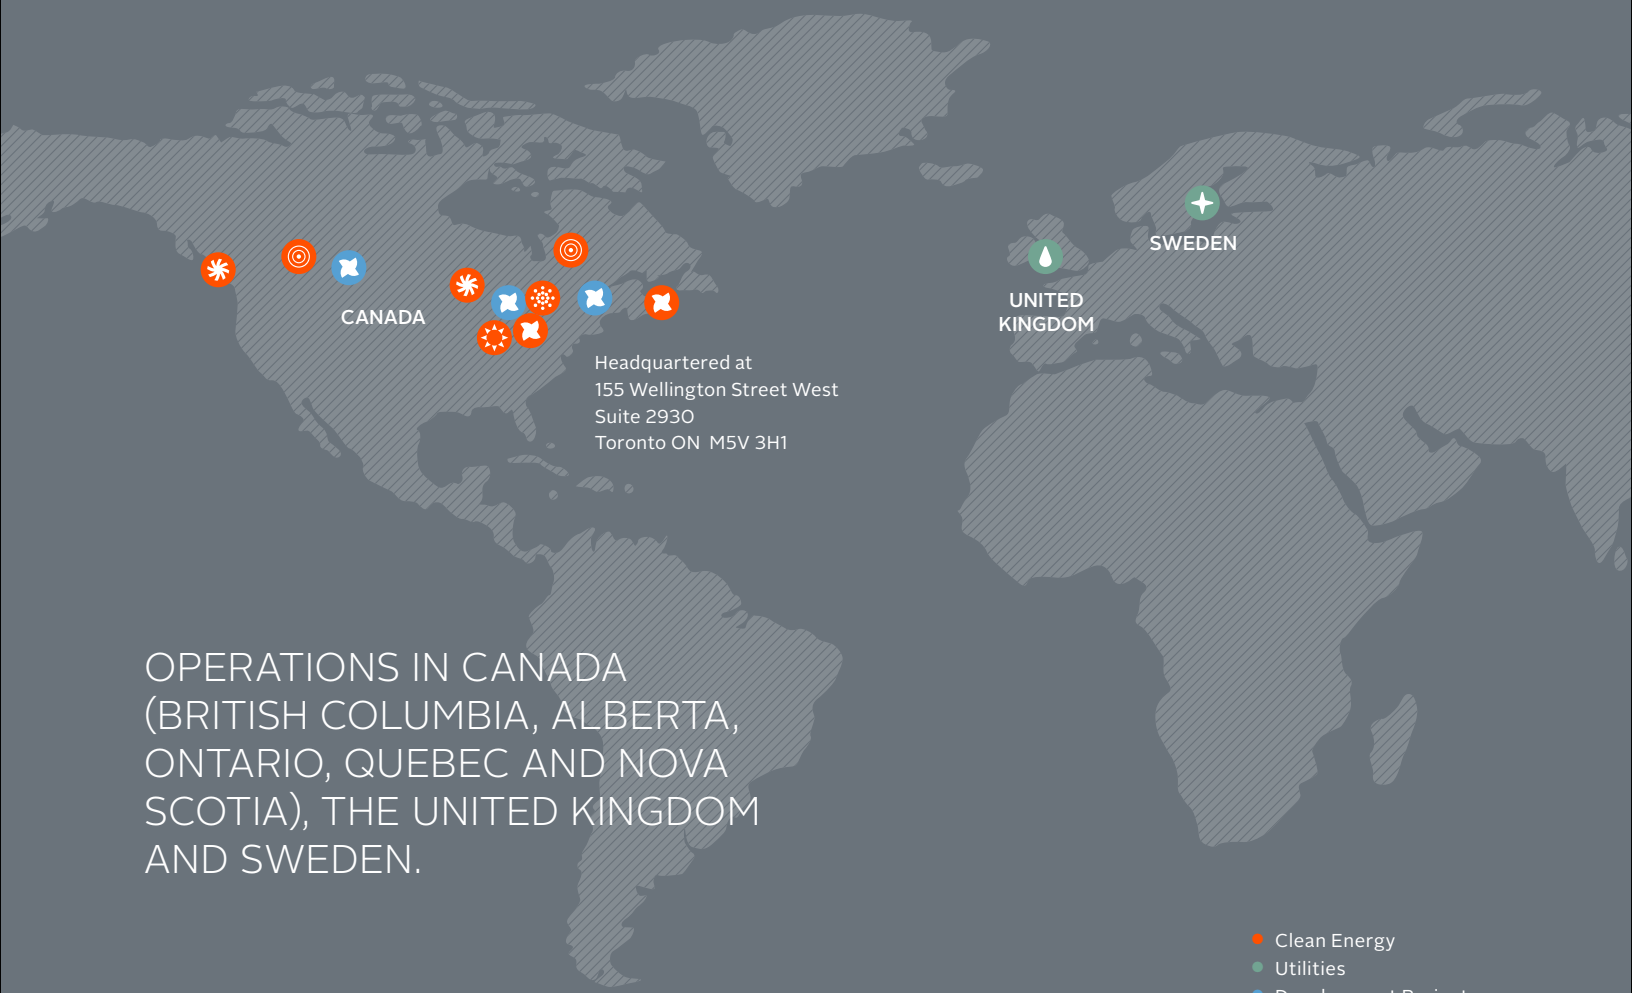 SWEDEN
UNITED
KINGDOM
CANADA
Headquartered at
155 Wellington Street West
Suite 2930
Toronto ON M5V 3H1
OPERATIONS IN CANADA
(BRITISH COLUMBIA, ALBERTA,
ONTARIO, QUEBEC AND NOVA
SCOTIA), THE UNITED KINGDOM
AND SWEDEN.
Clean Energy
Utilities